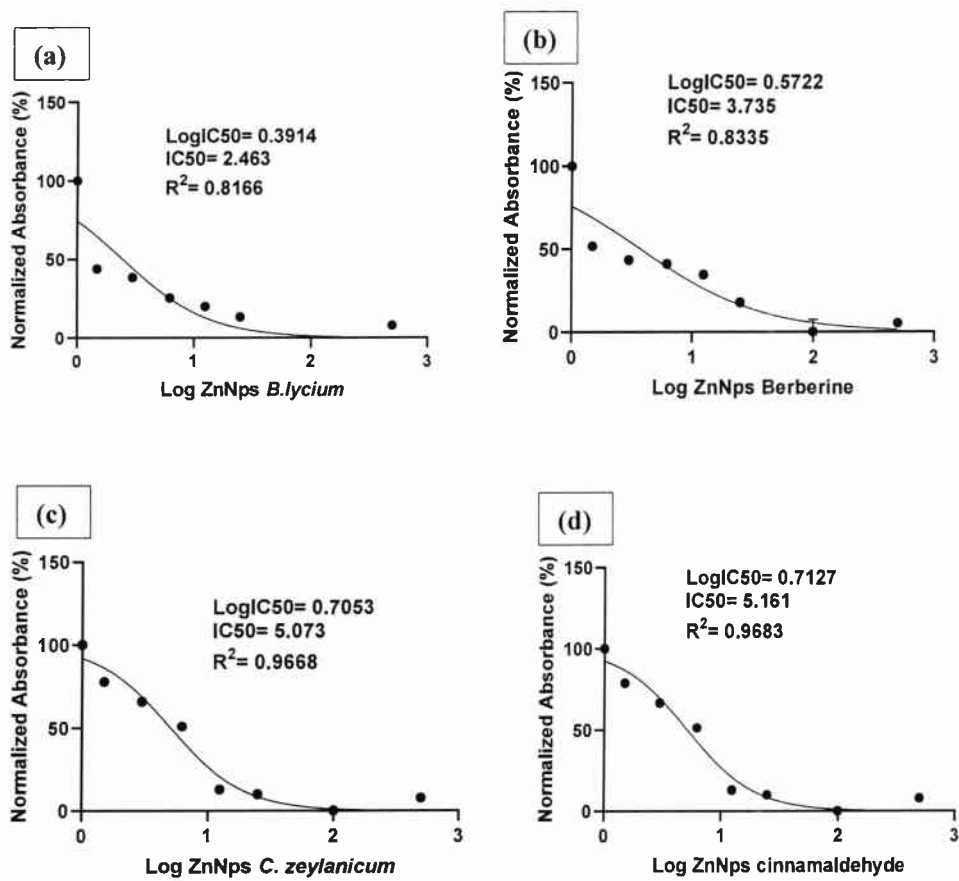 (a)
Normalized Absorbance (%)
150
100
50
0
LogIC50= 0.3914
IC50= 2.463
R²= 0.8166
0 1 2 3
Log ZnNps B.lycium
(b)
Normalized Absorbance (%)
150
100
50
0
LogIC50= 0.5722
IC50= 3.735
R²= 0.8335
0 1 2 3
Log ZnNps Berberine
(c)
Normalized Absorbance (%)
150
100
50
0
LogIC50= 0.7053
IC50= 5.073
R²= 0.9668
0 1 2 3
Log ZnNps C. zeylanicum
(d)
Normalized Absorbance (%)
150
100
50
0
LogIC50= 0.7127
IC50= 5.161
R²= 0.9683
0 1 2 3
Log ZnNps cinnamaldehyde